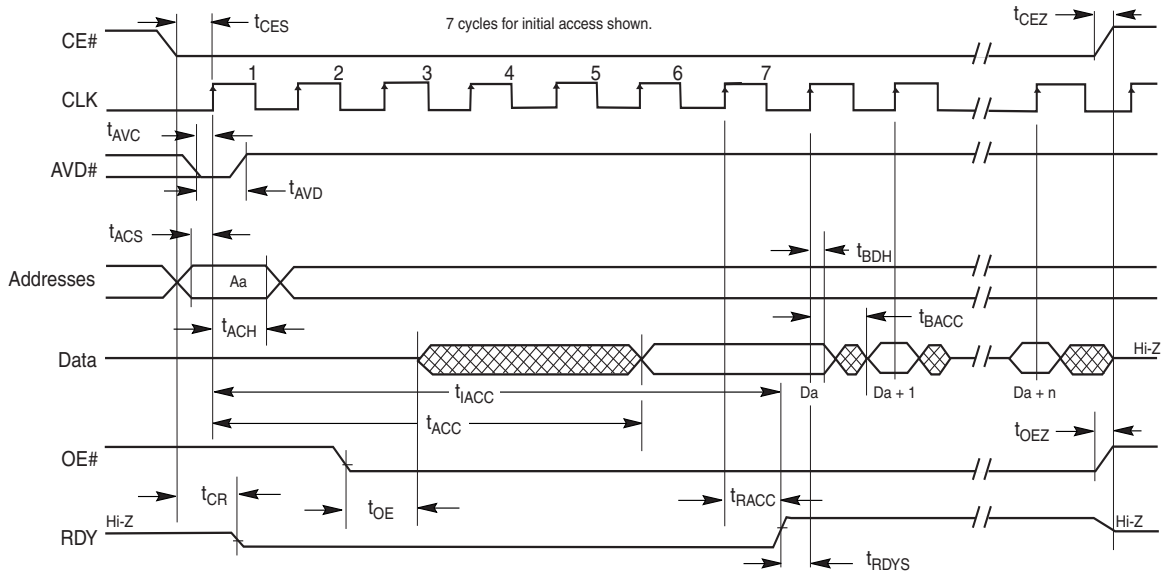 tCES
7 cycles for initial access shown.
tCEZ
CE#
1 2 3 4 5 6 7
CLK
tAVC
AVD#
tAVD
tACS
tBDH
Addresses
Aa
tACH
tBACC
Data
Hi-Z
tIACC
Da
Da + 1
Da + n
tACC
tOEZ
OE#
tCR
tOE
tRACC
Hi-Z
Hi-Z
RDY
tRDYS